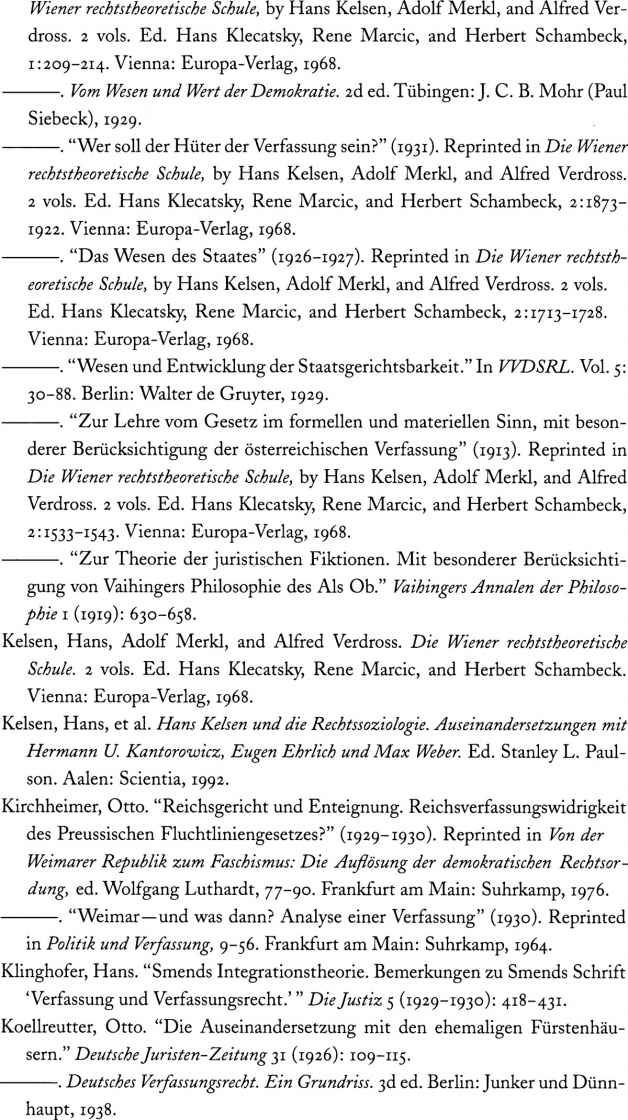 Wiener rechtstheoretische Schule, by Hans Kelsen, Adolf Merkl, and Alfred Ver-
dross. 2 vols. Ed. Hans Klecatsky, Rene Marcic, and Herbert Schambeck,
1:209–214. Vienna: Europa-Verlag, 1968.
———. Vom Wesen und Wert der Demokratie. 2d ed. Tübingen: J. C. B. Mohr (Paul
Siebeck), 1929.
———. “Wer soll der Hüter der Verfassung sein?” (1931). Reprinted in Die Wiener
rechtstheoretische Schule, by Hans Kelsen, Adolf Merkl, and Alfred Verdross.
2 vols. Ed. Hans Klecatsky, Rene Marcic, and Herbert Schambeck, 2:1873–
1922. Vienna: Europa-Verlag, 1968.
———. “Das Wesen des Staates” (1926–1927). Reprinted in Die Wiener rechtsth-
eoretische Schule, by Hans Kelsen, Adolf Merkl, and Alfred Verdross. 2 vols.
Ed. Hans Klecatsky, Rene Marcic, and Herbert Schambeck, 2:1713–1728.
Vienna: Europa-Verlag, 1968.
———. “Wesen und Entwicklung der Staatsgerichtsbarkeit.” In VVDSRL. Vol. 5:
30–88. Berlin: Walter de Gruyter, 1929.
———. “Zur Lehre vom Gesetz im formellen und materiellen Sinn, mit beson-
derer Berücksichtigung der österreichischen Verfassung” (1913). Reprinted in
Die Wiener rechtstheoretische Schule, by Hans Kelsen, Adolf Merkl, and Alfred
Verdross. 2 vols. Ed. Hans Klecatsky, Rene Marcic, and Herbert Schambeck,
2:1533–1543. Vienna: Europa-Verlag, 1968.
———. “Zur Theorie der juristischen Fiktionen. Mit besonderer Berücksichti-
gung von Vaihingers Philosophie des Als Ob.” Vaihingers Annalen der Philoso-
phie 1 (1919): 630–658.
Kelsen, Hans, Adolf Merkl, and Alfred Verdross. Die Wiener rechtstheoretische
Schule. 2 vols. Ed. Hans Klecatsky, Rene Marcic, and Herbert Schambeck.
Vienna: Europa-Verlag, 1968.
Kelsen, Hans, et al. Hans Kelsen und die Rechtssoziologie. Auseinandersetzungen mit
Hermann U. Kantorowicz, Eugen Ehrlich und Max Weber. Ed. Stanley L. Paul-
son. Aalen: Scientia, 1992.
Kirchheimer, Otto. “Reichsgericht und Enteignung. Reichsverfassungswidrigkeit
des Preussischen Fluchtliniengesetzes?” (1929–1930). Reprinted in Von der
Weimarer Republik zum Faschismus: Die Auflösung der demokratischen Rechtsor-
dung, ed. Wolfgang Luthardt, 77–90. Frankfurt am Main: Suhrkamp, 1976.
———. “Weimar—und was dann? Analyse einer Verfassung” (1930). Reprinted
in Politik und Verfassung, 9–56. Frankfurt am Main: Suhrkamp, 1964.
Klinghofer, Hans. “Smends Integrationstheorie. Bemerkungen zu Smends Schrift
‘Verfassung und Verfassungsrecht.’ ” Die Justiz 5 (1929–1930): 418–431.
Koellreutter, Otto. “Die Auseinandersetzung mit den ehemaligen Fürstenhäu-
sern.” Deutsche Juristen-Zeitung 31 (1926): 109–115.
———. Deutsches Verfassungsrecht. Ein Grundriss. 3d ed. Berlin: Junker und Dünn-
haupt, 1938.